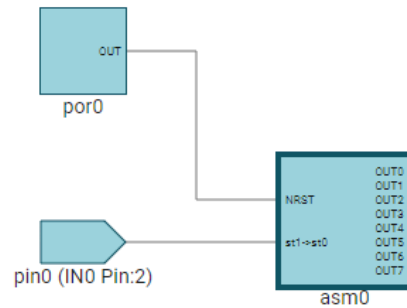 OUT
por0
NRST
st1->st0
OUT0
OUT1
OUT2
OUT3
OUT4
OUT5
OUT6
OUT7
asm0
pin0 (IN0 Pin:2)